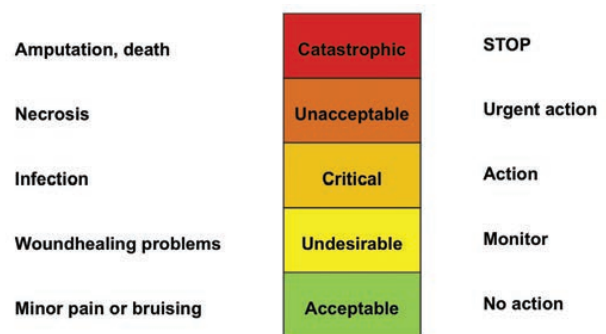 Amputation, death Catastrophic STOP
Necrosis Unacceptable Urgent action
Infection Critical Action
Woundhealing problems Undesirable Monitor
Minor pain or bruising Acceptable No action